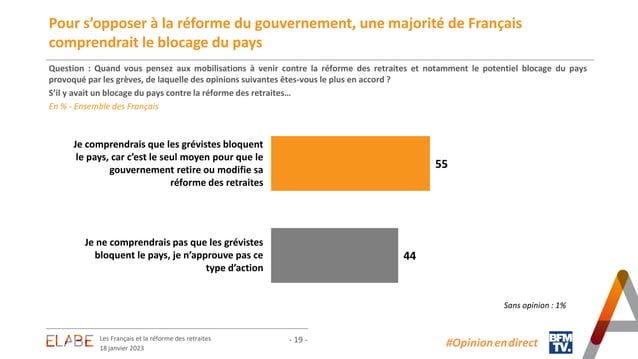 Pour s’opposer à la réforme du gouvernement, une majorité de Français
comprendrait le blocage du pays
Question : Quand vous pensez aux mobilisations à venir contre la réforme des retraites et notamment le potentiel blocage du pays
provoqué par les grèves, de laquelle des opinions suivantes êtes-vous le plus en accord ?
S’il y avait un blocage du pays contre la réforme des retraites…
En % - Ensemble des Français
Je comprendrais que les grévistes bloquent
le pays, car c’est le seul moyen pour que le
gouvernement retire ou modifie sa
réforme des retraites
55
Je ne comprendrais pas que les grévistes
bloquent le pays, je n’approuve pas ce
type d’action
44
Sans opinion : 1%
ELABE
Les Français et la réforme des retraites
18 janvier 2023
- 19 -
#Opinionendirect
BFM
TV.